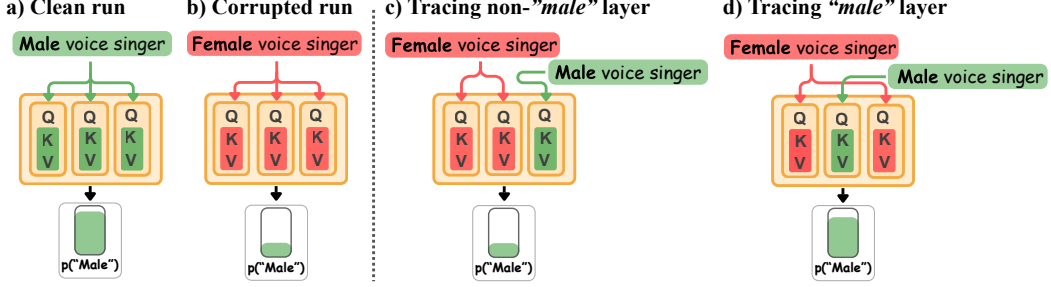 a) Clean run
Male voice singer
Q Q Q
K K K
V V V
p("Male")
b) Corrupted run
Female voice singer
Q Q Q
K K K
V V V
p("Male")
c) Tracing non-"male" layer
Female voice singer
Male voice singer
Q Q Q
K K K
V V V
p("Male")
d) Tracing "male" layer
Female voice singer
Male voice singer
Q Q Q
K K K
V V V
p("Male")